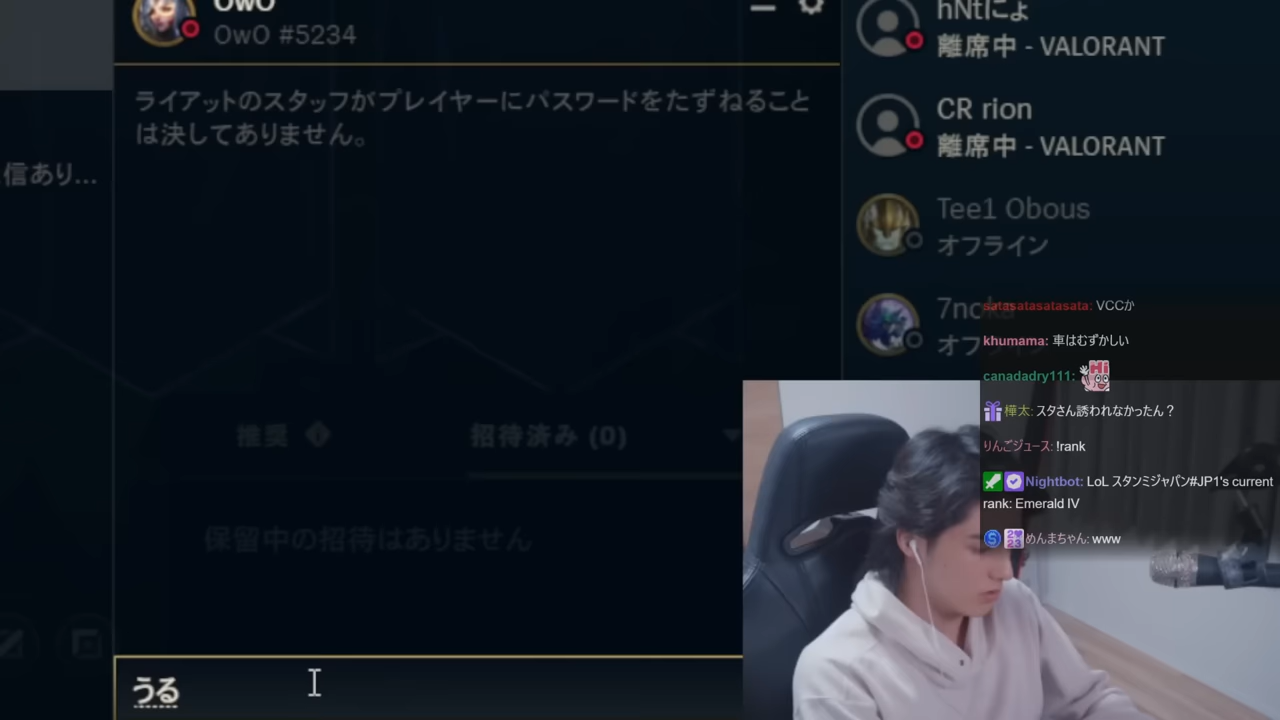 OwO
OwO #5234
ライアットのスタッフがプレイヤーにパスワードをたずねること
は決してありません。
信あり...
推奨
招待済み (0)
保留中の招待はありません
うる
hNtにょ
離席中 - VALORANT
CR rion
離席中 - VALORANT
Tee1 Obous
オフライン
オフライン
satasatasatasata: VCCか
khumama: 車はむずかしい
canadadry111: Hi
樺太: スタさん誘われなかったん？
りんごジュース: !rank
Nightbot: LoL スタンミジャパン#JP1's current
rank: Emerald IV
めんまちゃん: www